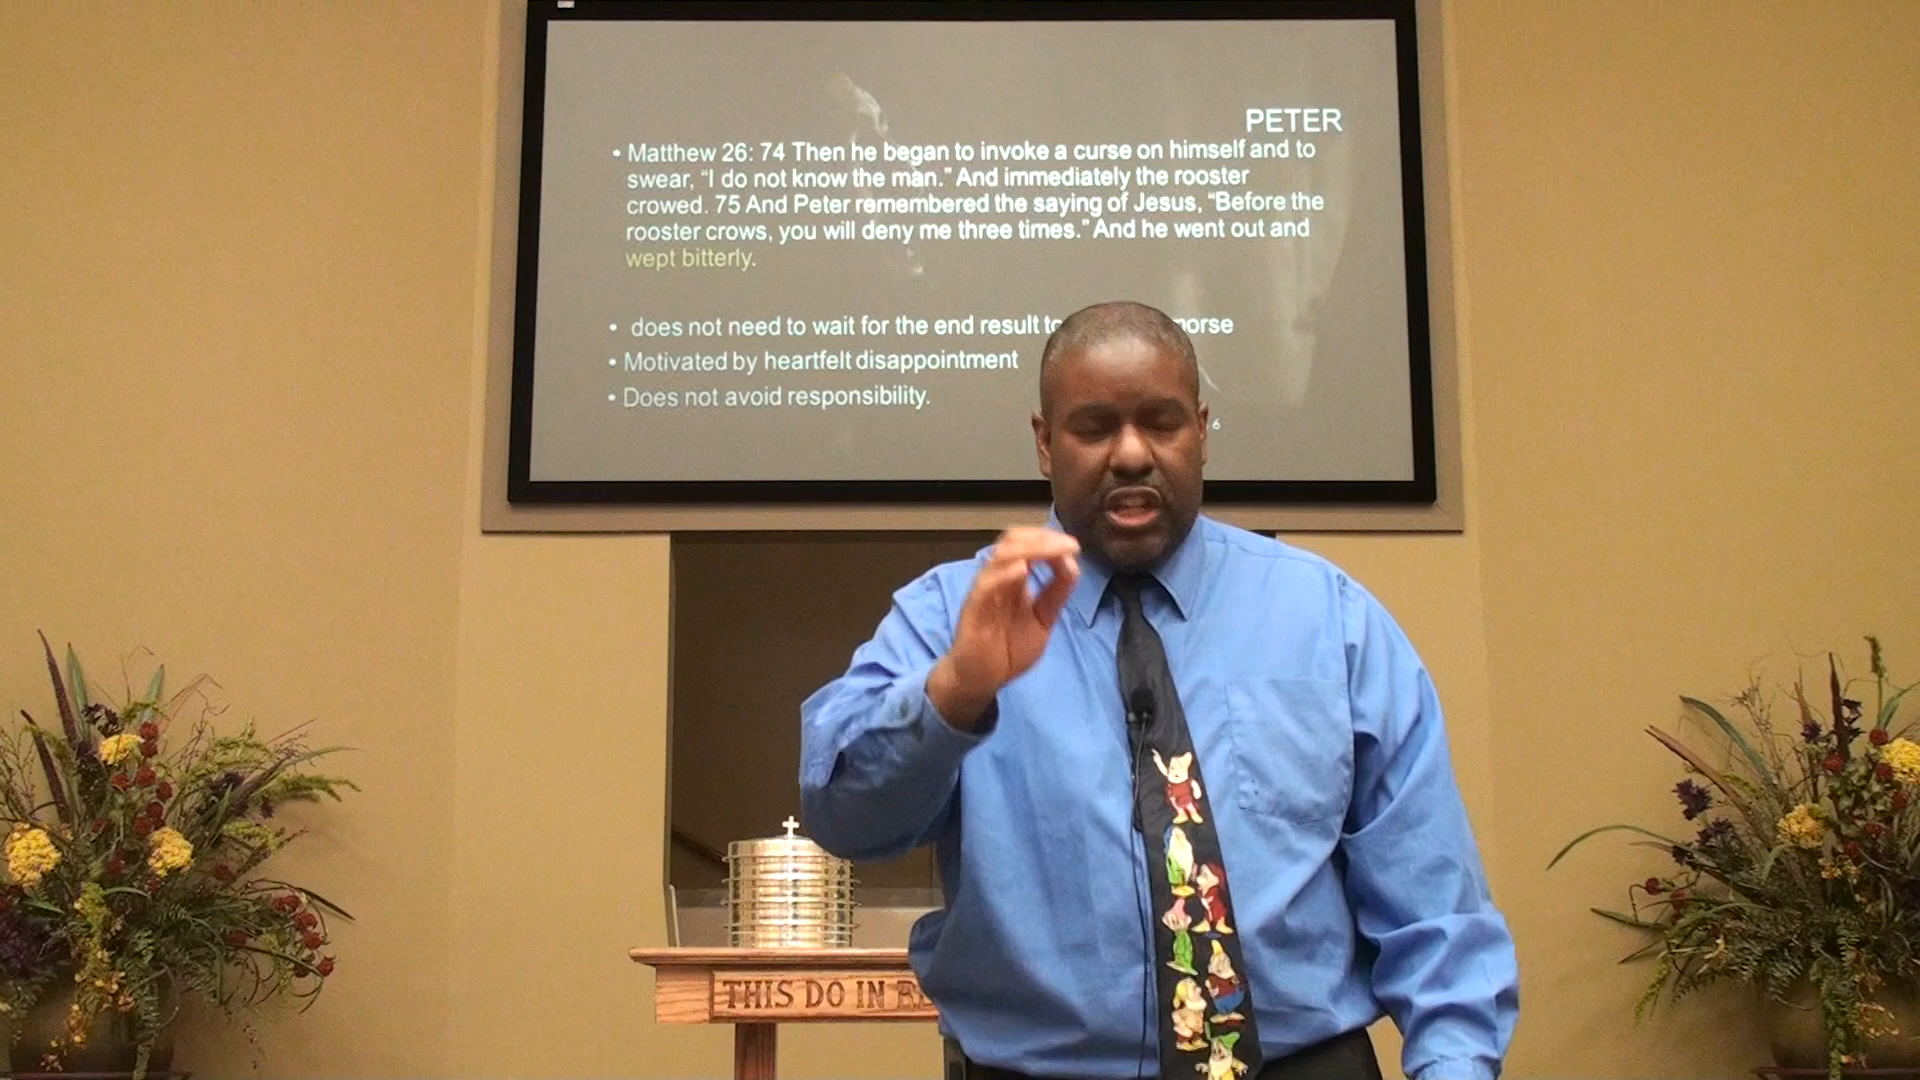 PETER
• Matthew 26: 74 Then he began to invoke a curse on himself and to
swear, “I do not know the man.” And immediately the rooster
crowed. 75 And Peter remembered the saying of Jesus, “Before the
rooster crows, you will deny me three times.” And he went out and
wept bitterly.
• does not need to wait for the end result to
• Motivated by heartfelt disappointment
• Does not avoid responsibility.
6
THIS DO IN